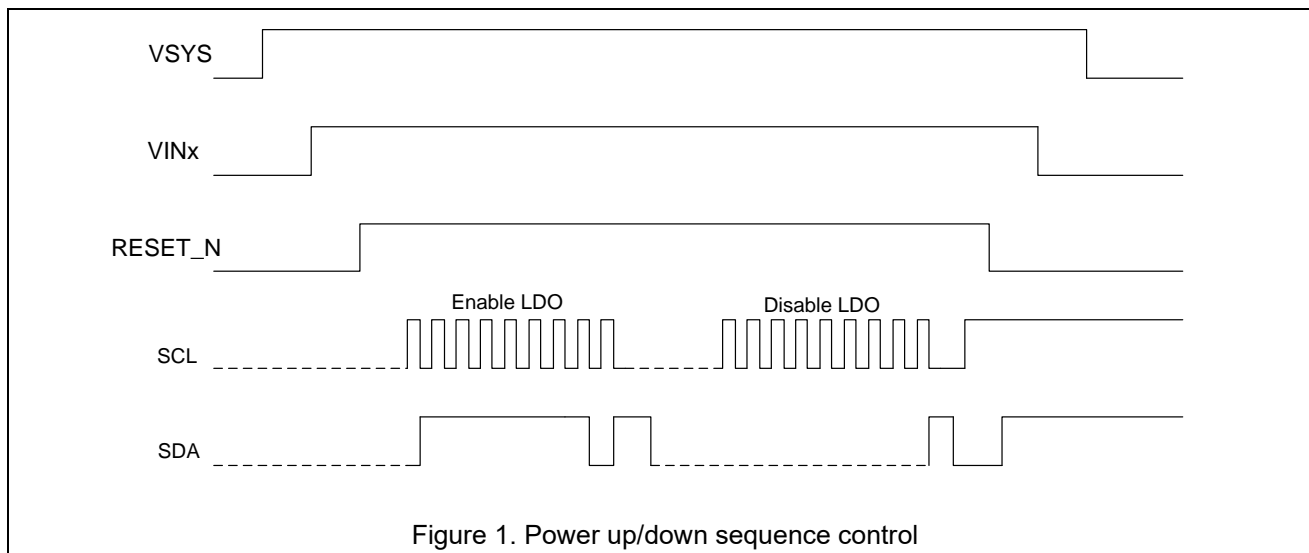 VSYS
VINx
RESET_N
Enable LDO
Disable LDO
SCL
SDA
Figure 1. Power up/down sequence control